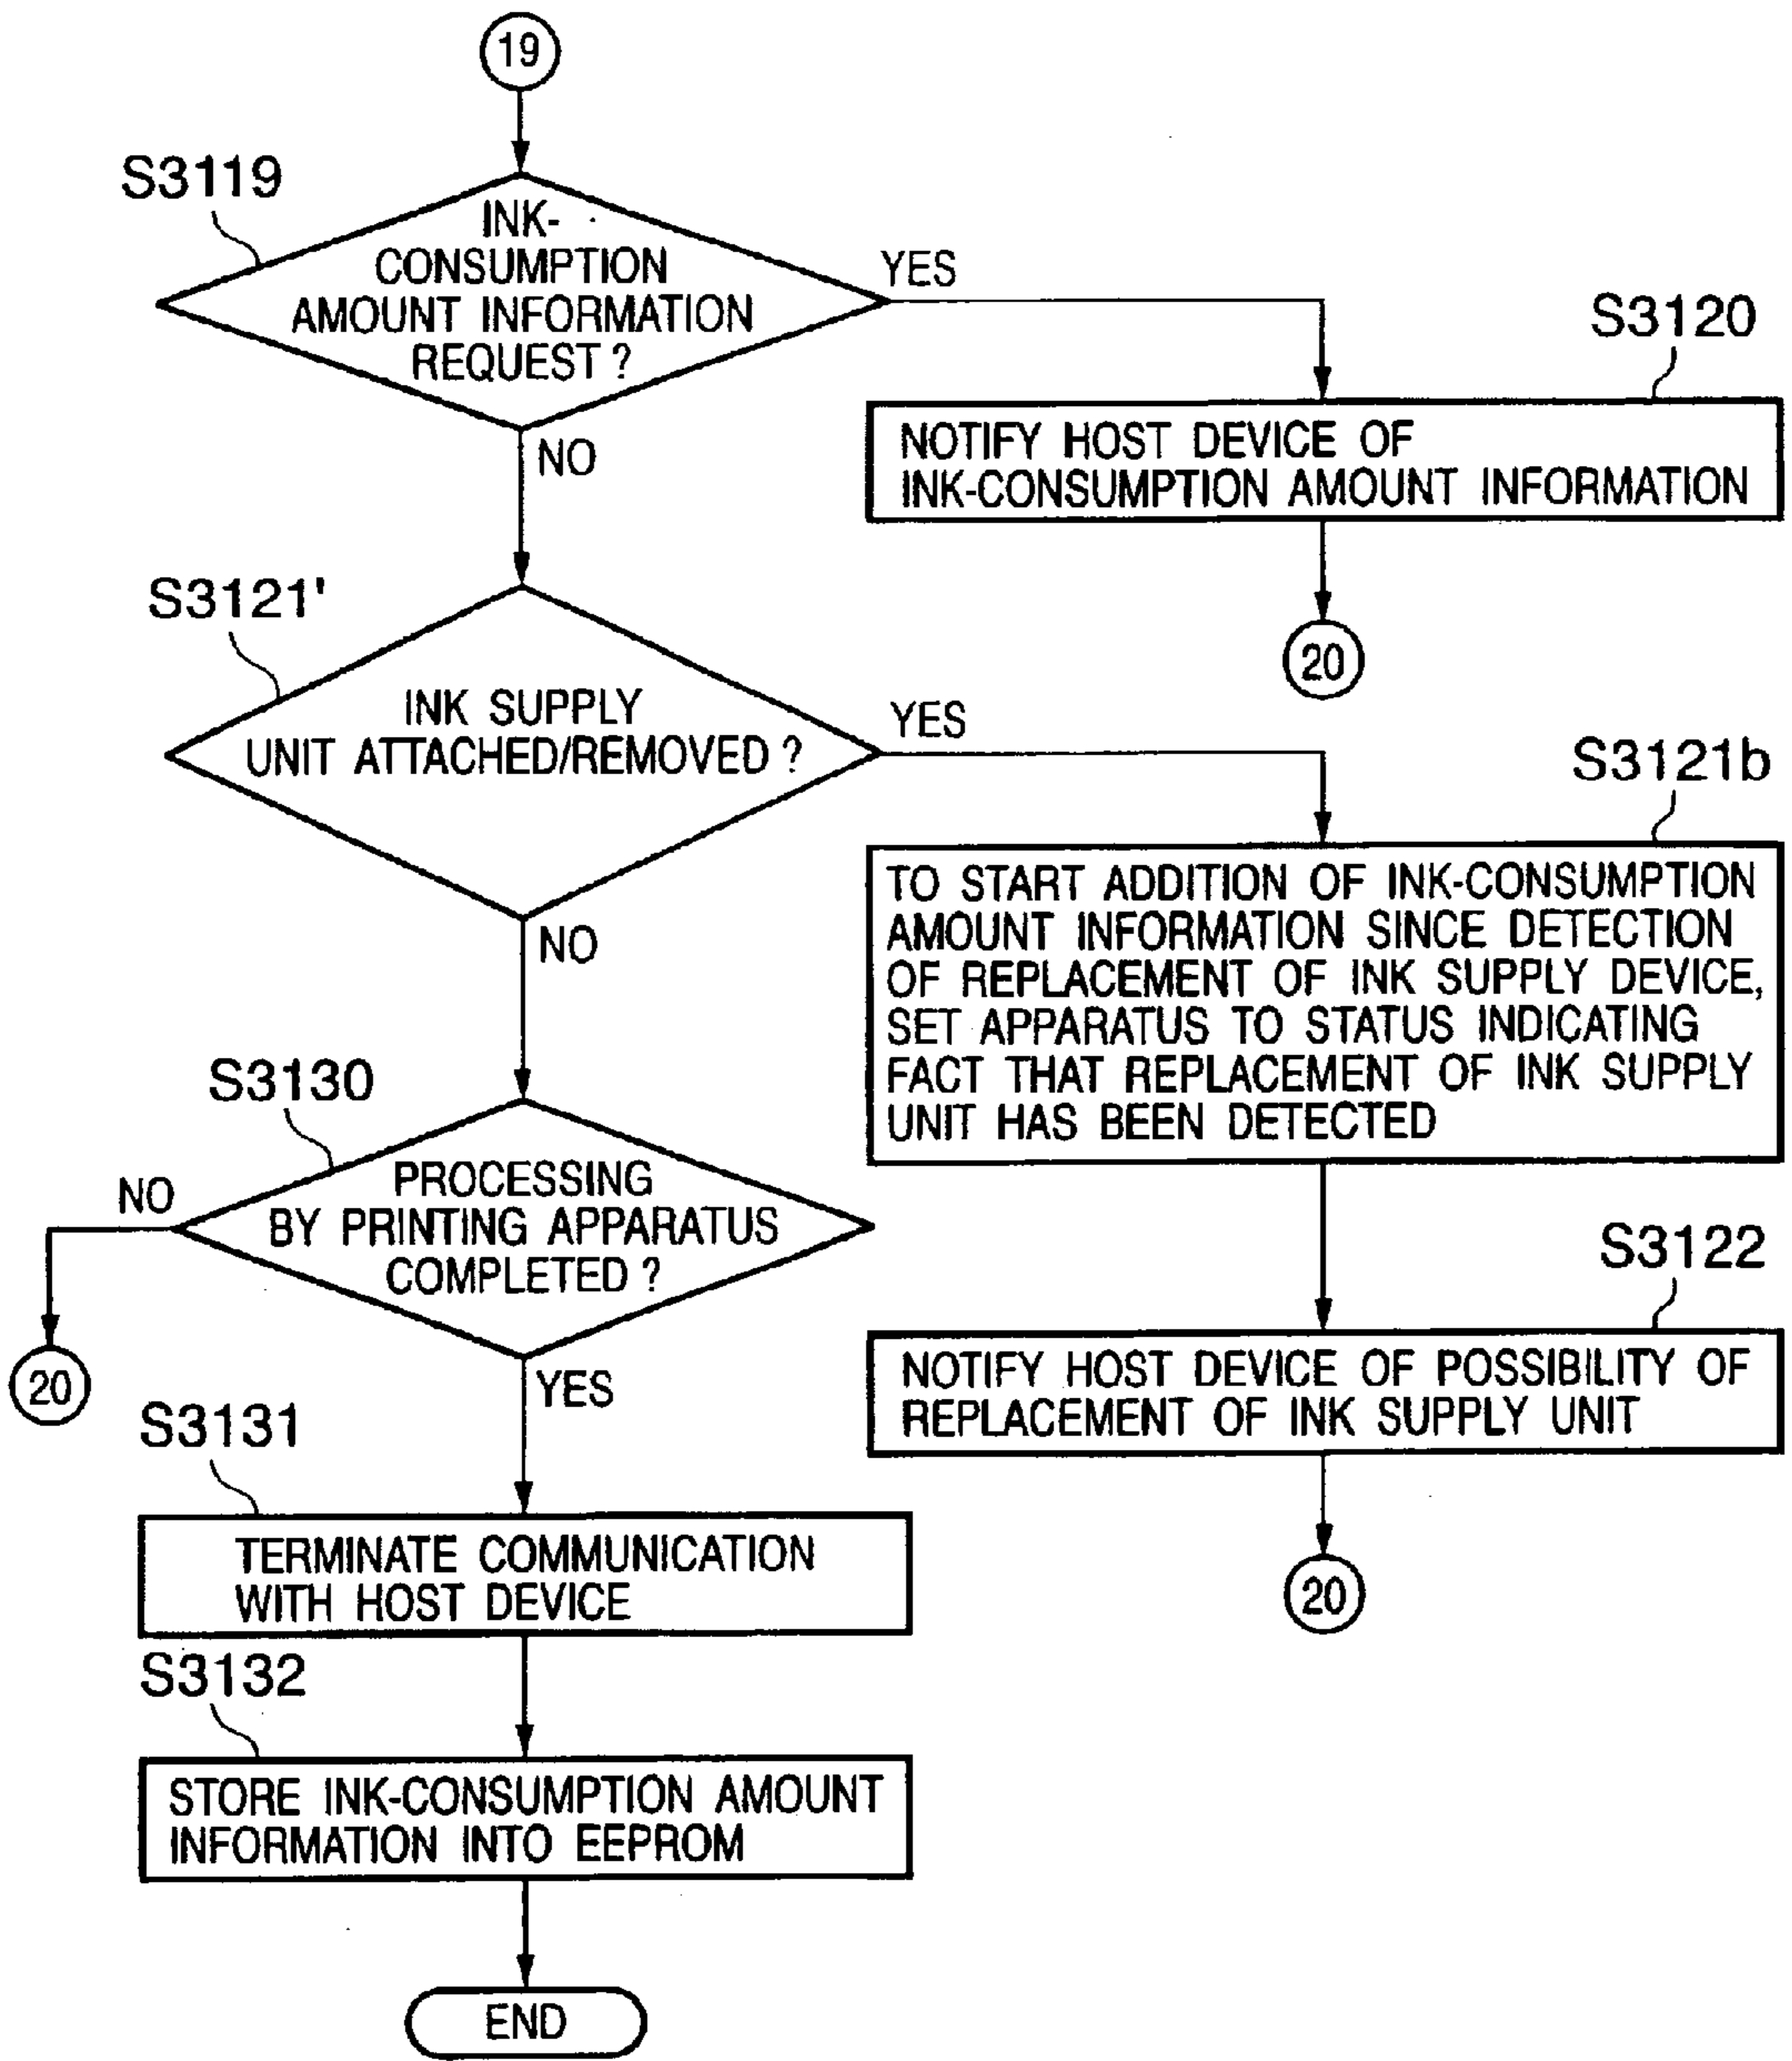 19
S3119
INK-
CONSUMPTION
AMOUNT INFORMATION
REQUEST ?
YES
NO
S3120
NOTIFY HOST DEVICE OF
INK-CONSUMPTION AMOUNT INFORMATION
20
S3121'
INK SUPPLY
UNIT ATTACHED/REMOVED ?
YES
NO
S3121b
TO START ADDITION OF INK-CONSUMPTION
AMOUNT INFORMATION SINCE DETECTION
OF REPLACEMENT OF INK SUPPLY DEVICE,
SET APPARATUS TO STATUS INDICATING
FACT THAT REPLACEMENT OF INK SUPPLY
UNIT HAS BEEN DETECTED
S3122
NOTIFY HOST DEVICE OF POSSIBILITY OF
REPLACEMENT OF INK SUPPLY UNIT
20
S3130
PROCESSING
BY PRINTING APPARATUS
COMPLETED ?
NO
20
YES
S3131
TERMINATE COMMUNICATION
WITH HOST DEVICE
S3132
STORE INK-CONSUMPTION AMOUNT
INFORMATION INTO EEPROM
END